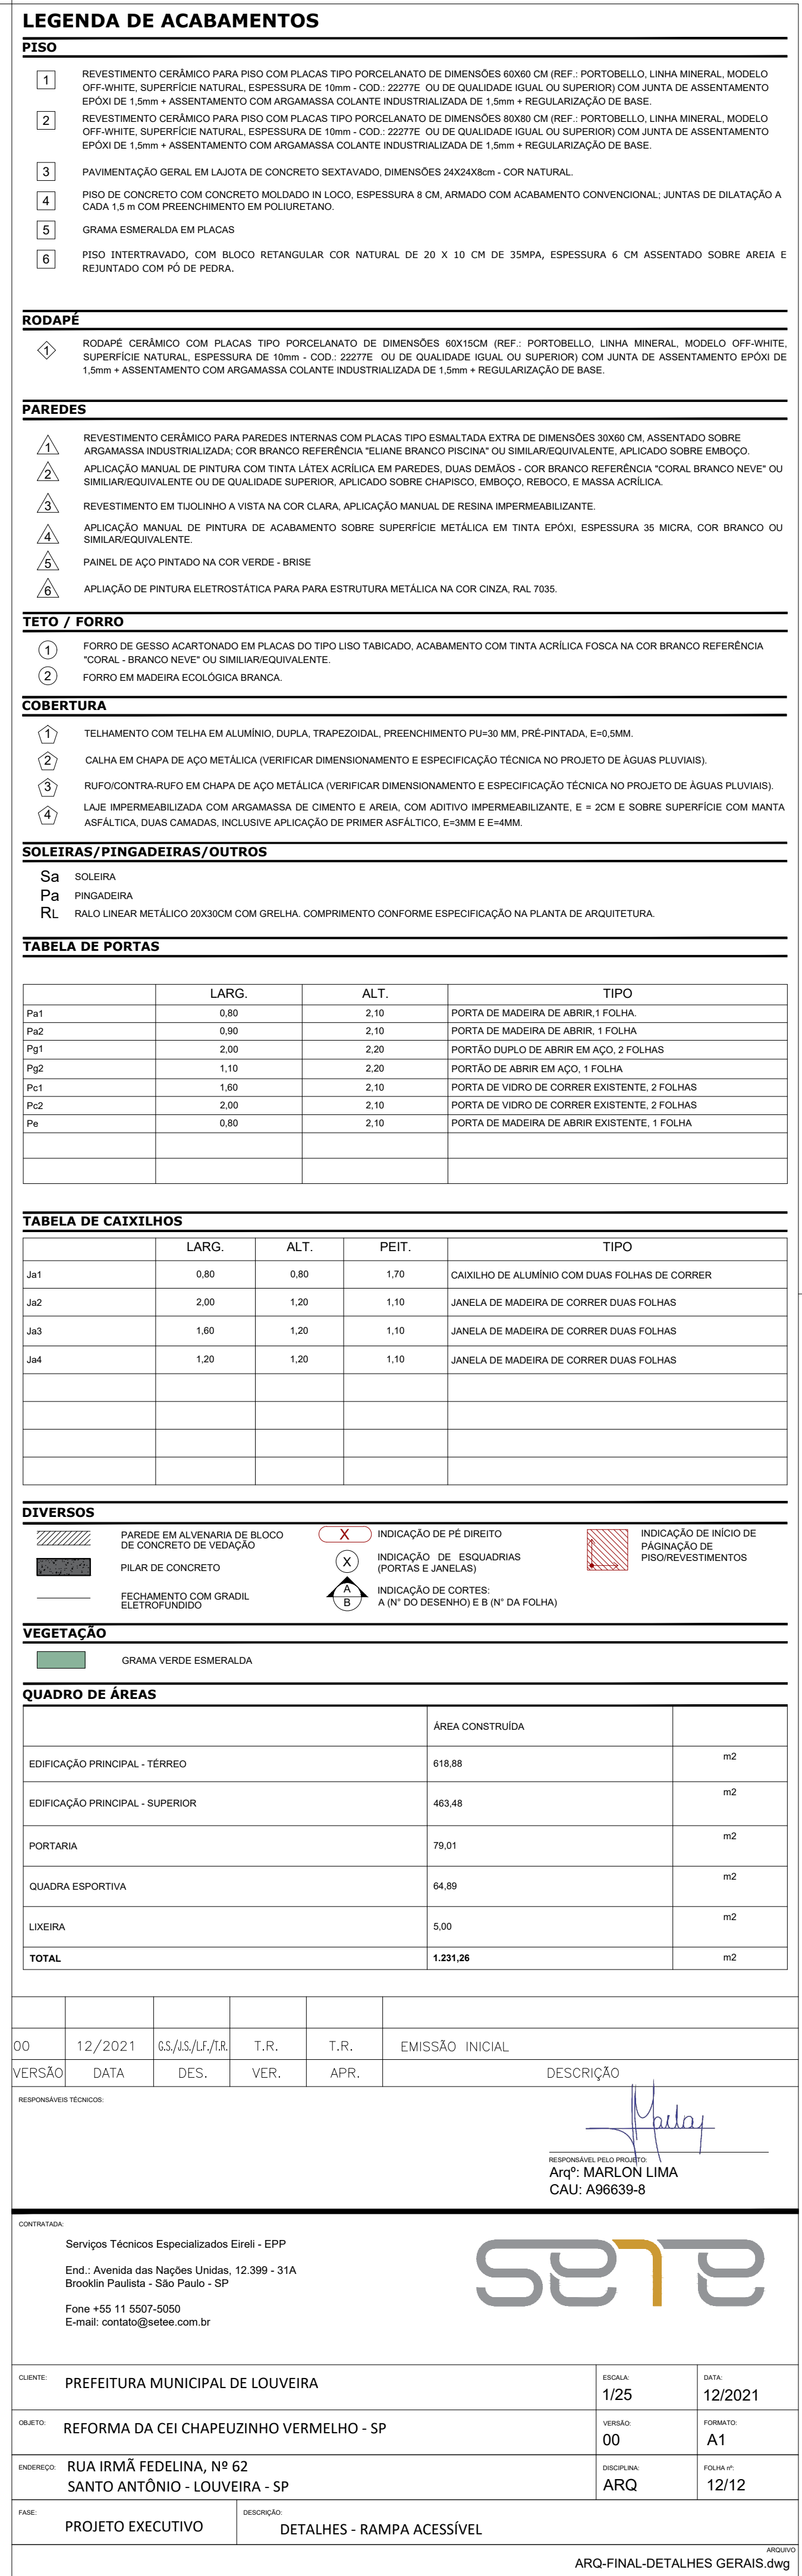 LEGENDA DE ACABAMENTOS
PISO
1
REVESTIMENTO CERÂMICO PARA PISO COM PLACAS TIPO PORCELANATO DE DIMENSÕES 60X60 CM (REF.: PORTOBELLO, LINHA MINERAL, MODELO
OFF-WHITE, SUPERFÍCIE NATURAL, ESPESSURA DE 10mm - COD.: 22277E OU DE QUALIDADE IGUAL OU SUPERIOR) COM JUNTA DE ASSENTAMENTO
EPÓXI DE 1,5mm + ASSENTAMENTO COM ARGAMASSA COLANTE INDUSTRIALIZADA DE 1,5mm + REGULARIZAÇÃO DE BASE.
2
REVESTIMENTO CERÂMICO PARA PISO COM PLACAS TIPO PORCELANATO DE DIMENSÕES 80X80 CM (REF.: PORTOBELLO, LINHA MINERAL, MODELO
OFF-WHITE, SUPERFÍCIE NATURAL, ESPESSURA DE 10mm - COD.: 22277E OU DE QUALIDADE IGUAL OU SUPERIOR) COM JUNTA DE ASSENTAMENTO
EPÓXI DE 1,5mm + ASSENTAMENTO COM ARGAMASSA COLANTE INDUSTRIALIZADA DE 1,5mm + REGULARIZAÇÃO DE BASE.
3 PAVIMENTAÇÃO GERAL EM LAJOTA DE CONCRETO SEXTAVADO, DIMENSÕES 24X24X8cm - COR NATURAL.
4
PISO DE CONCRETO COM CONCRETO MOLDADO IN LOCO, ESPESSURA 8 CM, ARMADO COM ACABAMENTO CONVENCIONAL; JUNTAS DE DILATAÇÃO A
CADA 1,5 m COM PREENCHIMENTO EM POLIURETANO.
5 GRAMA ESMERALDA EM PLACAS
6
PISO INTERTRAVADO, COM BLOCO RETANGULAR COR NATURAL DE 20 X 10 CM DE 35MPA, ESPESSURA 6 CM ASSENTADO SOBRE AREIA E
REJUNTADO COM PÓ DE PEDRA.
RODAPÉ
1
RODAPÉ CERÂMICO COM PLACAS TIPO PORCELANATO DE DIMENSÕES 60X15CM (REF.: PORTOBELLO, LINHA MINERAL, MODELO OFF-WHITE,
SUPERFÍCIE NATURAL, ESPESSURA DE 10mm - COD.: 22277E OU DE QUALIDADE IGUAL OU SUPERIOR) COM JUNTA DE ASSENTAMENTO EPÓXI DE
1,5mm + ASSENTAMENTO COM ARGAMASSA COLANTE INDUSTRIALIZADA DE 1,5mm + REGULARIZAÇÃO DE BASE.
PAREDES
1
REVESTIMENTO CERÂMICO PARA PAREDES INTERNAS COM PLACAS TIPO ESMALTADA EXTRA DE DIMENSÕES 30X60 CM, ASSENTADO SOBRE
ARGAMASSA INDUSTRIALIZADA; COR BRANCO REFERÊNCIA "ELIANE BRANCO PISCINA" OU SIMILAR/EQUIVALENTE, APLICADO SOBRE EMBOÇO.
2
APLICAÇÃO MANUAL DE PINTURA COM TINTA LÁTEX ACRÍLICA EM PAREDES, DUAS DEMÃOS - COR BRANCO REFERÊNCIA "CORAL BRANCO NEVE" OU
SIMILIAR/EQUIVALENTE OU DE QUALIDADE SUPERIOR, APLICADO SOBRE CHAPISCO, EMBOÇO, REBOCO, E MASSA ACRÍLICA.
3 REVESTIMENTO EM TIJOLINHO A VISTA NA COR CLARA, APLICAÇÃO MANUAL DE RESINA IMPERMEABILIZANTE.
4
APLICAÇÃO MANUAL DE PINTURA DE ACABAMENTO SOBRE SUPERFÍCIE METÁLICA EM TINTA EPÓXI, ESPESSURA 35 MICRA, COR BRANCO OU
SIMILAR/EQUIVALENTE.
5 PAINEL DE AÇO PINTADO NA COR VERDE - BRISE
6 APLIAÇÃO DE PINTURA ELETROSTÁTICA PARA PARA ESTRUTURA METÁLICA NA COR CINZA, RAL 7035.
TETO / FORRO
1
FORRO DE GESSO ACARTONADO EM PLACAS DO TIPO LISO TABICADO, ACABAMENTO COM TINTA ACRÍLICA FOSCA NA COR BRANCO REFERÊNCIA
"CORAL - BRANCO NEVE" OU SIMILIAR/EQUIVALENTE.
2 FORRO EM MADEIRA ECOLÓGICA BRANCA.
COBERTURA
1 TELHAMENTO COM TELHA EM ALUMÍNIO, DUPLA, TRAPEZOIDAL, PREENCHIMENTO PU=30 MM, PRÉ-PINTADA, E=0,5MM.
2 CALHA EM CHAPA DE AÇO METÁLICA (VERIFICAR DIMENSIONAMENTO E ESPECIFICAÇÃO TÉCNICA NO PROJETO DE ÀGUAS PLUVIAIS).
3 RUFO/CONTRA-RUFO EM CHAPA DE AÇO METÁLICA (VERIFICAR DIMENSIONAMENTO E ESPECIFICAÇÃO TÉCNICA NO PROJETO DE ÀGUAS PLUVIAIS).
4
LAJE IMPERMEABILIZADA COM ARGAMASSA DE CIMENTO E AREIA, COM ADITIVO IMPERMEABILIZANTE, E = 2CM E SOBRE SUPERFÍCIE COM MANTA
ASFÁLTICA, DUAS CAMADAS, INCLUSIVE APLICAÇÃO DE PRIMER ASFÁLTICO, E=3MM E E=4MM.
SOLEIRAS/PINGADEIRAS/OUTROS
Sa SOLEIRA
Pa PINGADEIRA
RL RALO LINEAR METÁLICO 20X30CM COM GRELHA. COMPRIMENTO CONFORME ESPECIFICAÇÃO NA PLANTA DE ARQUITETURA.
TABELA DE PORTAS
LARG. ALT. TIPO
Pa1 0,80 2,10 PORTA DE MADEIRA DE ABRIR,1 FOLHA.
Pa2 0,90 2,10 PORTA DE MADEIRA DE ABRIR, 1 FOLHA
Pg1 2,00 2,20 PORTÃO DUPLO DE ABRIR EM AÇO, 2 FOLHAS
Pg2 1,10 2,20 PORTÃO DE ABRIR EM AÇO, 1 FOLHA
Pc1 1,60 2,10 PORTA DE VIDRO DE CORRER EXISTENTE, 2 FOLHAS
Pc2 2,00 2,10 PORTA DE VIDRO DE CORRER EXISTENTE, 2 FOLHAS
Pe 0,80 2,10 PORTA DE MADEIRA DE ABRIR EXISTENTE, 1 FOLHA
TABELA DE CAIXILHOS
LARG. ALT. PEIT. TIPO
Ja1 0,80 0,80 1,70 CAIXILHO DE ALUMÍNIO COM DUAS FOLHAS DE CORRER
Ja2 2,00 1,20 1,10 JANELA DE MADEIRA DE CORRER DUAS FOLHAS
Ja3 1,60 1,20 1,10 JANELA DE MADEIRA DE CORRER DUAS FOLHAS
Ja4 1,20 1,20 1,10 JANELA DE MADEIRA DE CORRER DUAS FOLHAS
DIVERSOS
PAREDE EM ALVENARIA DE BLOCO
DE CONCRETO DE VEDAÇÃO
PILAR DE CONCRETO
FECHAMENTO COM GRADIL
ELETROFUNDIDO
X INDICAÇÃO DE PÉ DIREITO
X
INDICAÇÃO DE ESQUADRIAS
(PORTAS E JANELAS)
A
B
INDICAÇÃO DE CORTES:
A (N° DO DESENHO) E B (N° DA FOLHA)
INDICAÇÃO DE INÍCIO DE
PÁGINAÇÃO DE
PISO/REVESTIMENTOS
VEGETAÇÃO
GRAMA VERDE ESMERALDA
QUADRO DE ÁREAS
ÁREA CONSTRUÍDA
EDIFICAÇÃO PRINCIPAL - TÉRREO 618,88 m2
EDIFICAÇÃO PRINCIPAL - SUPERIOR 463,48 m2
PORTARIA 79,01 m2
QUADRA ESPORTIVA 64,89 m2
LIXEIRA 5,00 m2
TOTAL 1.231,26 m2
00 12/2021 G.S./J.S./L.F./T.R. T.R. T.R. EMISSÃO INICIAL
VERSÃO DATA DES. VER. APR. DESCRIÇÃO
RESPONSÁVEIS TÉCNICOS:
RESPONSÁVEL PELO PROJETO:
Arqº: MARLON LIMA
CAU: A96639-8
CONTRATADA:
Serviços Técnicos Especializados Eireli - EPP
End.: Avenida das Nações Unidas, 12.399 - 31A
Brooklin Paulista - São Paulo - SP
Fone +55 11 5507-5050
E-mail: contato@setee.com.br
SETE
CLIENTE: PREFEITURA MUNICIPAL DE LOUVEIRA
ESCALA: 1/25
DATA: 12/2021
OBJETO: REFORMA DA CEI CHAPEUZINHO VERMELHO - SP
VERSÃO: 00
FORMATO: A1
ENDEREÇO: RUA IRMÃ FEDELINA, Nº 62
SANTO ANTÔNIO - LOUVEIRA - SP
DISCIPLINA: ARQ
FOLHA nº: 12/12
FASE: PROJETO EXECUTIVO
DESCRIÇÃO: DETALHES - RAMPA ACESSÍVEL
ARQUIVO
ARQ-FINAL-DETALHES GERAIS.dwg